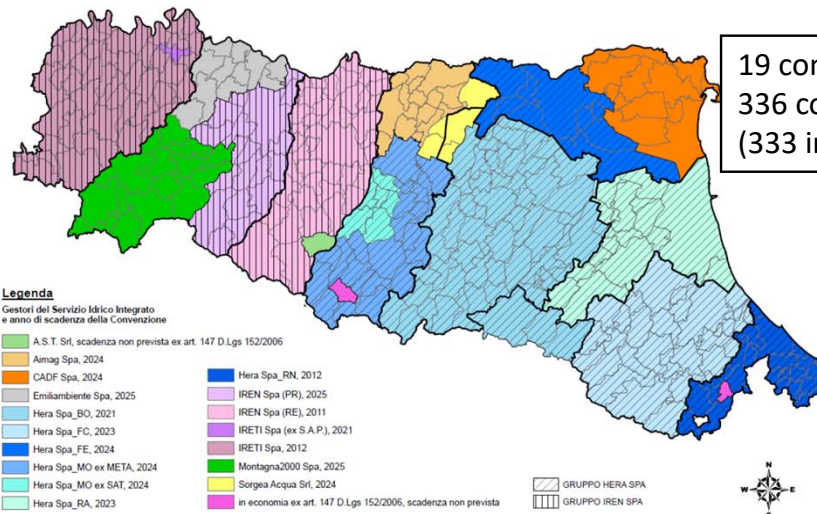 19 con
336 co
(333 in
Legenda
Gestori del Servizio Idrico Integrato
e anno di scadenza della Convenzione
A.S.T. Srl, scadenza non prevista ex art. 147 D.Lgs 152/2006
Aimag Spa, 2024
CADF Spa, 2024
Emiliambiente Spa, 2025
Hera Spa_BO, 2021
Hera Spa_FC, 2023
Hera Spa_FE, 2024
Hera Spa_MO ex META, 2024
Hera Spa_MO ex SAT, 2024
Hera Spa_RA, 2023
Hera Spa_RN, 2012
IREN Spa (PR), 2025
IREN Spa (RE), 2011
IRETI Spa (ex S.A.P.), 2021
IRETI Spa, 2012
Montagna2000 Spa, 2025
Sorgea Acqua Srl, 2024
in economia ex art. 147 D.Lgs 152/2006, scadenza non prevista
GRUPPO HERA SPA
GRUPPO IREN SPA
N
W E